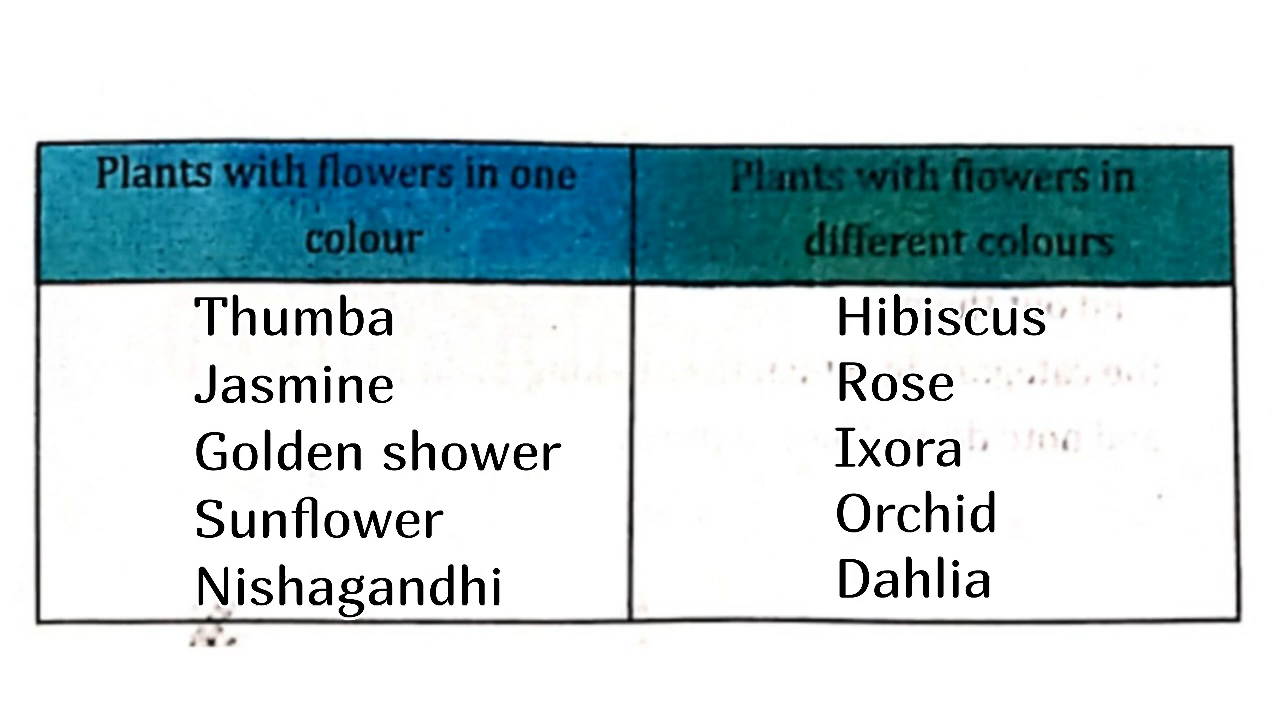 Plants with flowers in one
colour
Plants with flowers in
different colours
Thumba
Jasmine
Golden shower
Sunflower
Nishagandhi
Hibiscus
Rose
Ixora
Orchid
Dahlia